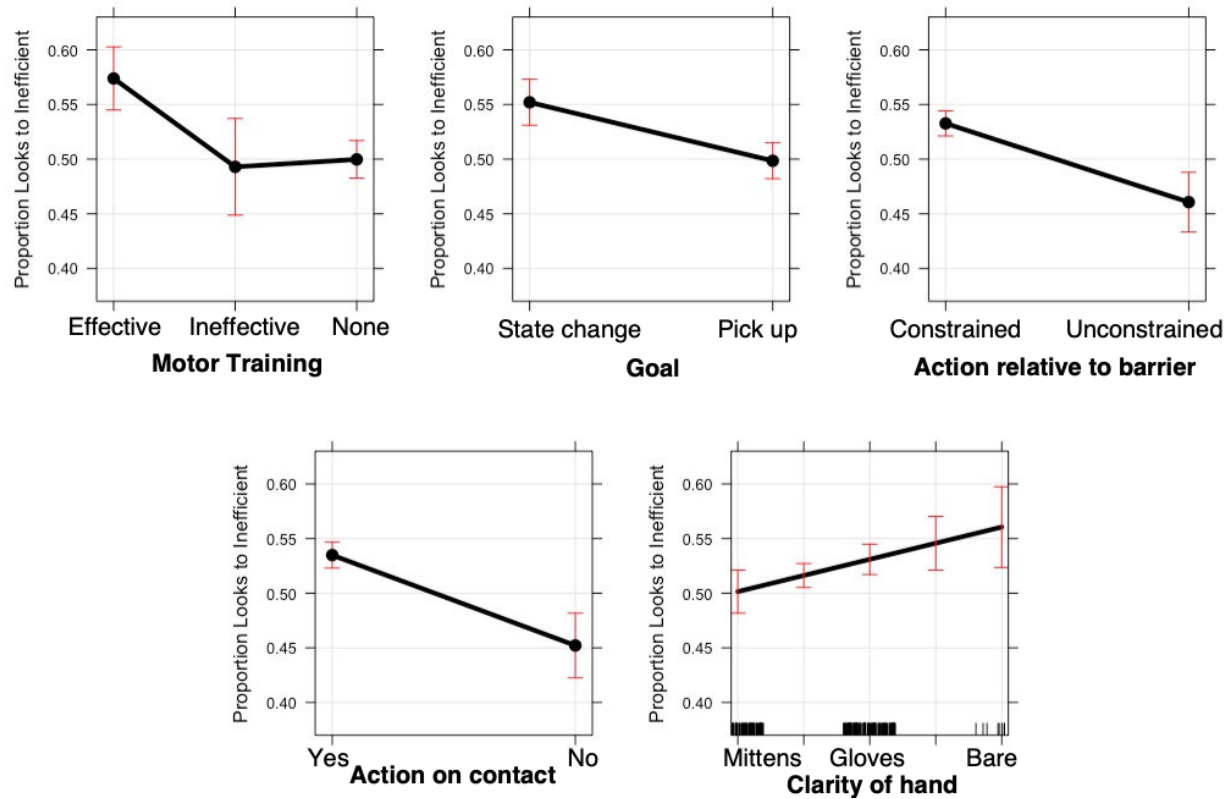 Proportion Looks to Inefficient
0.60
0.55
0.50
0.45
0.40
Effective Ineffective None
Motor Training
Proportion Looks to Inefficient
0.60
0.55
0.50
0.45
0.40
State change Pick up
Goal
Proportion Looks to Inefficient
0.60
0.55
0.50
0.45
0.40
Constrained Unconstrained
Action relative to barrier
Proportion Looks to Inefficient
0.60
0.55
0.50
0.45
0.40
Yes No
Action on contact
Proportion Looks to Inefficient
0.60
0.55
0.50
0.45
0.40
Mittens Gloves Bare
Clarity of hand